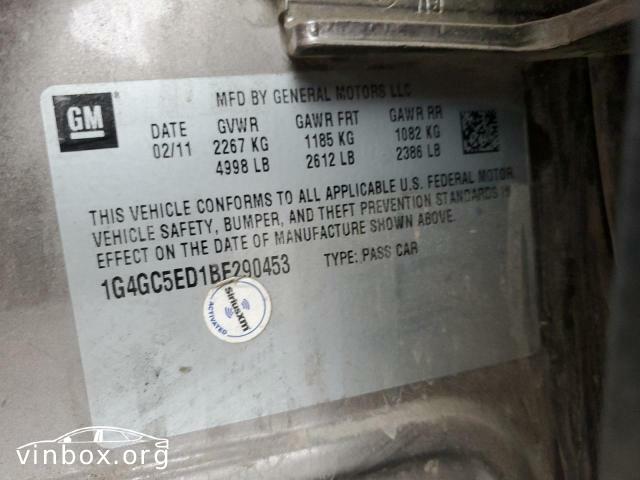 GM
MFD BY GENERAL MOTORS LLC
DATE GVWR GAWR FRT GAWR RR
02/11 2267 KG 1185 KG 1082 KG
4998 LB 2612 LB 2386 LB
THIS VEHICLE CONFORMS TO ALL APPLICABLE U.S. FEDERAL MOTOR
VEHICLE SAFETY, BUMPER, AND THEFT PREVENTION STANDARDS IN
EFFECT ON THE DATE OF MANUFACTURE SHOWN ABOVE.
1G4GC5ED1BF290453 TYPE: PASS CAR
SiriusXM
ACTIVATED
vinbox.org